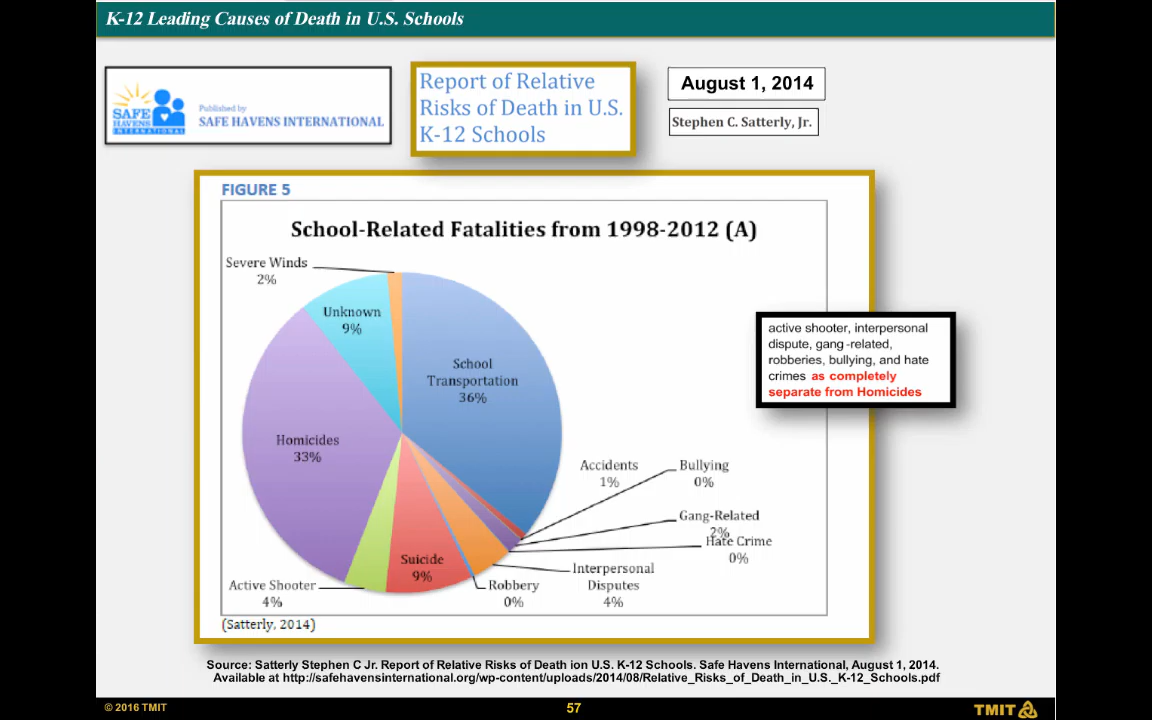 K-12 Leading Causes of Death in U.S. Schools
SAFE
HAVENS
INTERNATIONAL
Published by
SAFE HAVENS INTERNATIONAL
Report of Relative
Risks of Death in U.S.
K-12 Schools
August 1, 2014
Stephen C. Satterly, Jr.
FIGURE 5
School-Related Fatalities from 1998-2012 (A)
Severe Winds
2%
Unknown
9%
School
Transportation
36%
Homicides
33%
Accidents
1%
Bullying
0%
Gang-Related
2%
Hate Crime
0%
Interpersonal
Disputes
4%
Robbery
0%
Suicide
9%
Active Shooter
4%
(Satterly, 2014)
active shooter, interpersonal
dispute, gang-related,
robberies, bullying, and hate
crimes as completely
separate from Homicides
Source: Satterly Stephen C Jr. Report of Relative Risks of Death ion U.S. K-12 Schools. Safe Havens International, August 1, 2014.
Available at http://safehavensinternational.org/wp-content/uploads/2014/08/Relative_Risks_of_Death_in_U.S._K-12_Schools.pdf
© 2016 TMIT
57
TMIT